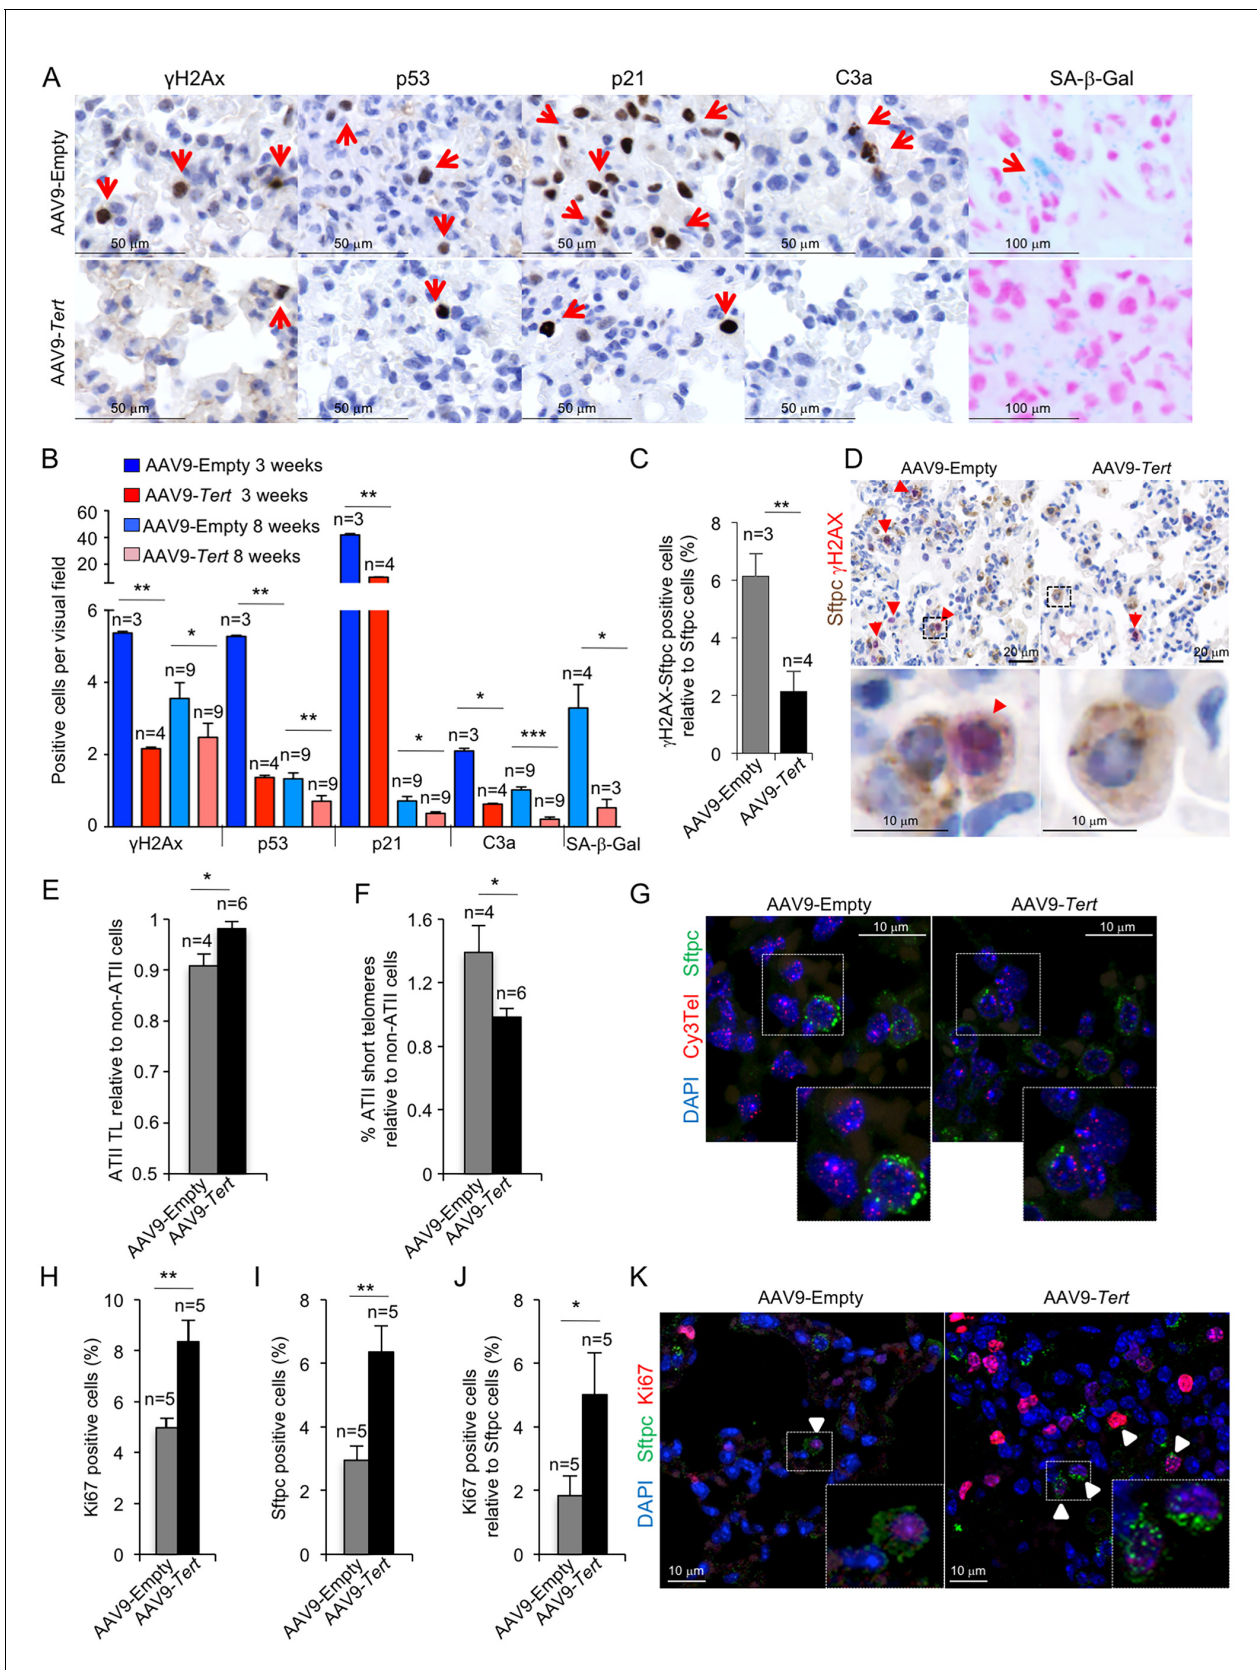 A
γH2Ax p53 p21 C3a SA-β-Gal
AAV9-Empty
50 μm 50 μm 50 μm 50 μm 100 μm
AAV9-Tert
50 μm 50 μm 50 μm 50 μm 100 μm
B
AAV9-Empty 3 weeks
AAV9-Tert 3 weeks
AAV9-Empty 8 weeks
AAV9-Tert 8 weeks
Positive cells per visual field
60
40
20
6
4
2
0
n=3 n=4 n=9 n=9 ** *
n=3 n=4 n=9 n=9 ** **
n=3 n=4 n=9 n=9 ** *
n=3 n=4 n=9 n=9 * ***
n=4 n=3 *
γH2Ax p53 p21 C3a SA-β-Gal
C
γH2AX-Sftpc positive cells
relative to Sftpc cells (%)
8
6
4
2
0
**
n=3
n=4
AAV9-Empty
AAV9-Tert
D
AAV9-Empty AAV9-Tert
Sftpc γH2AX
20 μm 20 μm
10 μm 10 μm
E
ATII TL relative to non-ATII cells
1
0.9
0.8
0.7
0.6
0.5
*
n=4
n=6
AAV9-Empty
AAV9-Tert
F
% ATII short telomeres
relative to non-ATII cells
1.6
1.2
0.8
0.4
0
*
n=4
n=6
AAV9-Empty
AAV9-Tert
G
AAV9-Empty AAV9-Tert
DAPI Cy3Tel Sftpc
10 μm 10 μm
H
Ki67 positive cells (%)
10
8
6
4
2
0
**
n=5
n=5
AAV9-Empty
AAV9-Tert
I
Sftpc positive cells (%)
8
6
4
2
0
**
n=5
n=5
AAV9-Empty
AAV9-Tert
J
Ki67 positive cells
relative to Sftpc cells (%)
8
6
4
2
0
*
n=5
n=5
AAV9-Empty
AAV9-Tert
K
AAV9-Empty AAV9-Tert
DAPI Sftpc Ki67
10 μm 10 μm